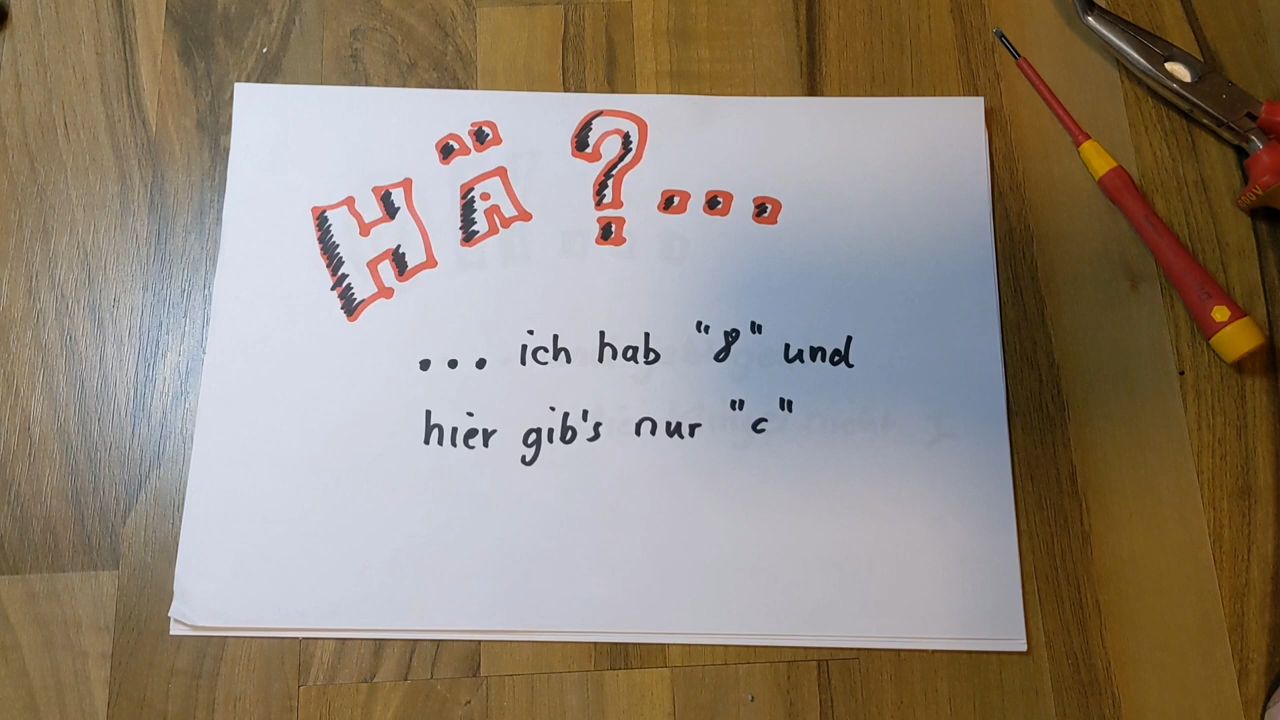 Hä?...
... ich hab "8" und
hier gib's nur "c"